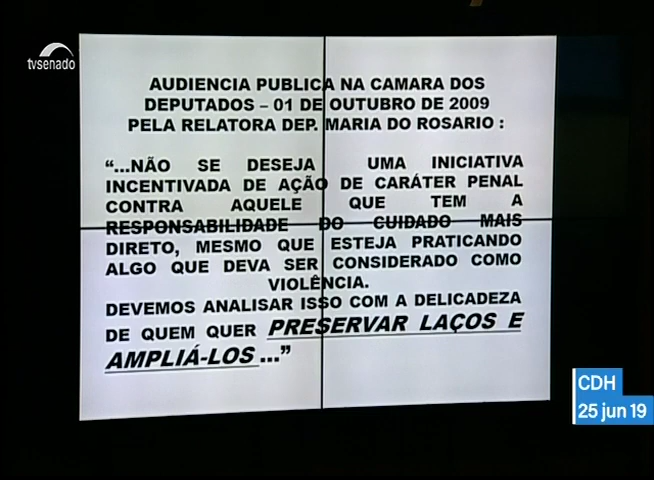 tvsenado
AUDIENCIA PUBLICA NA CAMARA DOS
DEPUTADOS – 01 DE OUTUBRO DE 2009
PELA RELATORA DEP. MARIA DO ROSARIO :
“...NÃO SE DESEJA UMA INICIATIVA
INCENTIVADA DE AÇÃO DE CARÁTER PENAL
CONTRA AQUELE QUE TEM A
RESPONSABILIDADE DO CUIDADO MAIS
DIRETO, MESMO QUE ESTEJA PRATICANDO
ALGO QUE DEVA SER CONSIDERADO COMO
VIOLÊNCIA.
DEVEMOS ANALISAR ISSO COM A DELICADEZA
DE QUEM QUER PRESERVAR LAÇOS E
AMPLIÁ-LOS ...”
CDH
25 jun 19